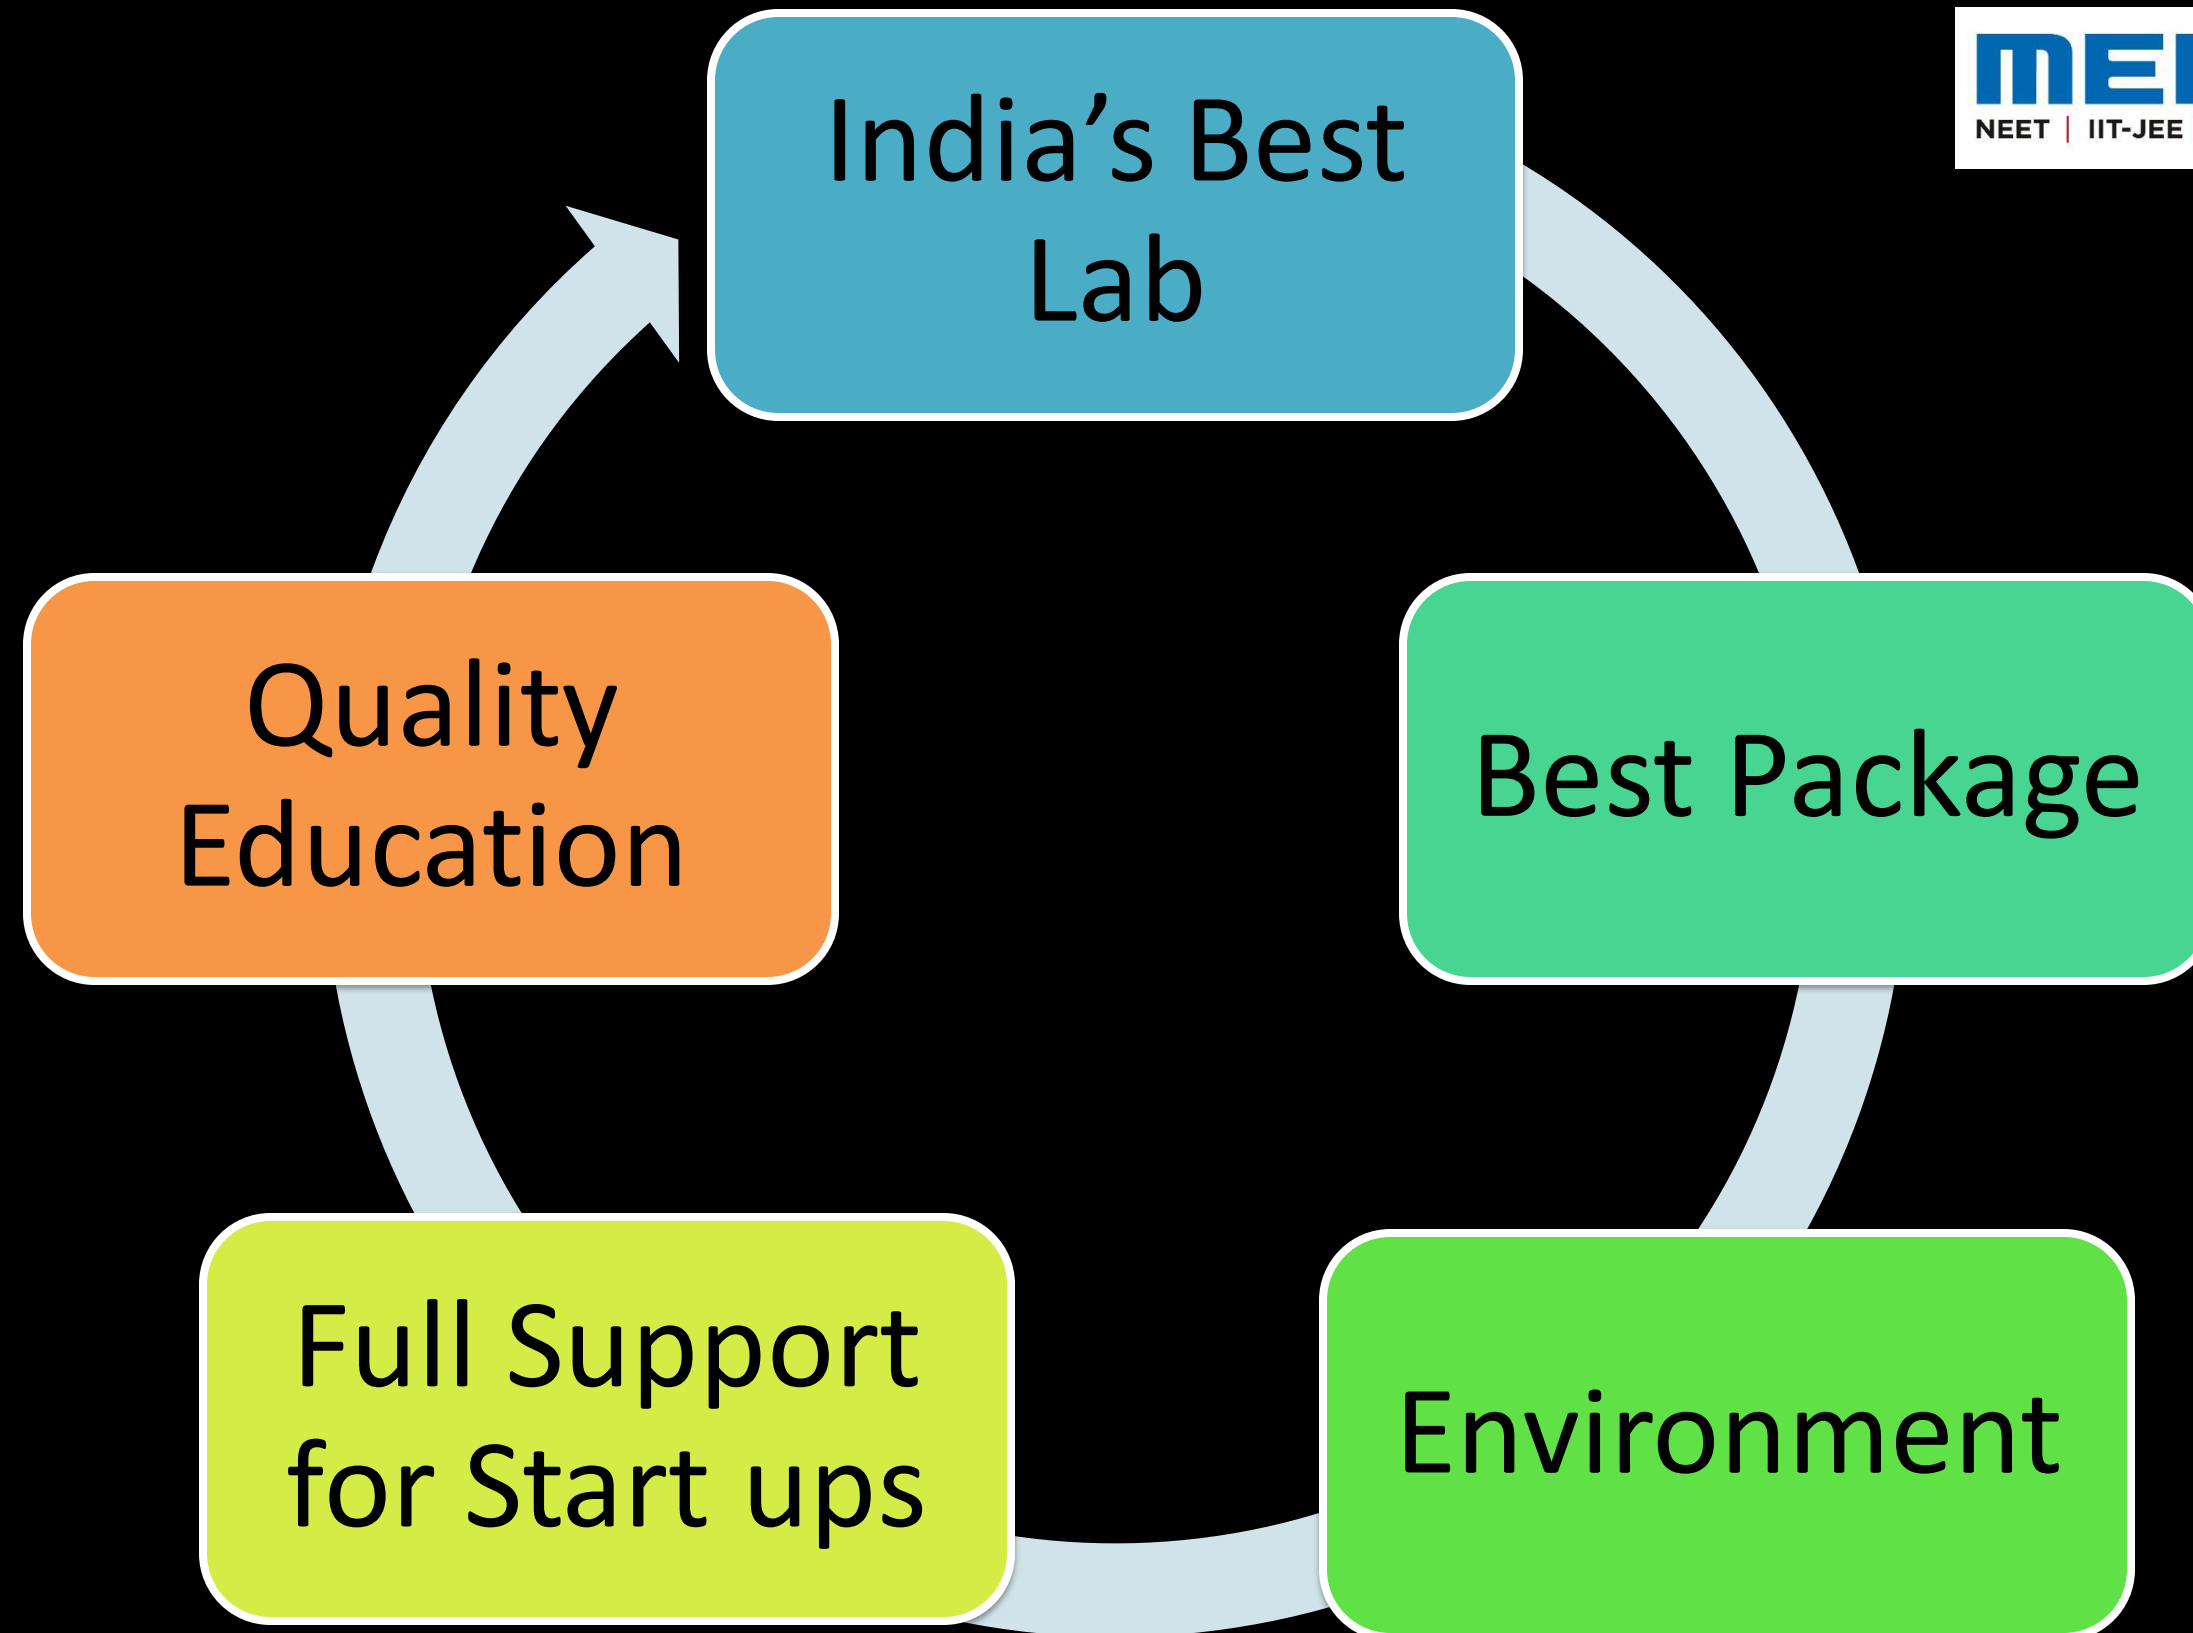 India’s Best
Lab
NEET | IIT-JEE
Quality
Education
Best Package
Full Support
for Start ups
Environment